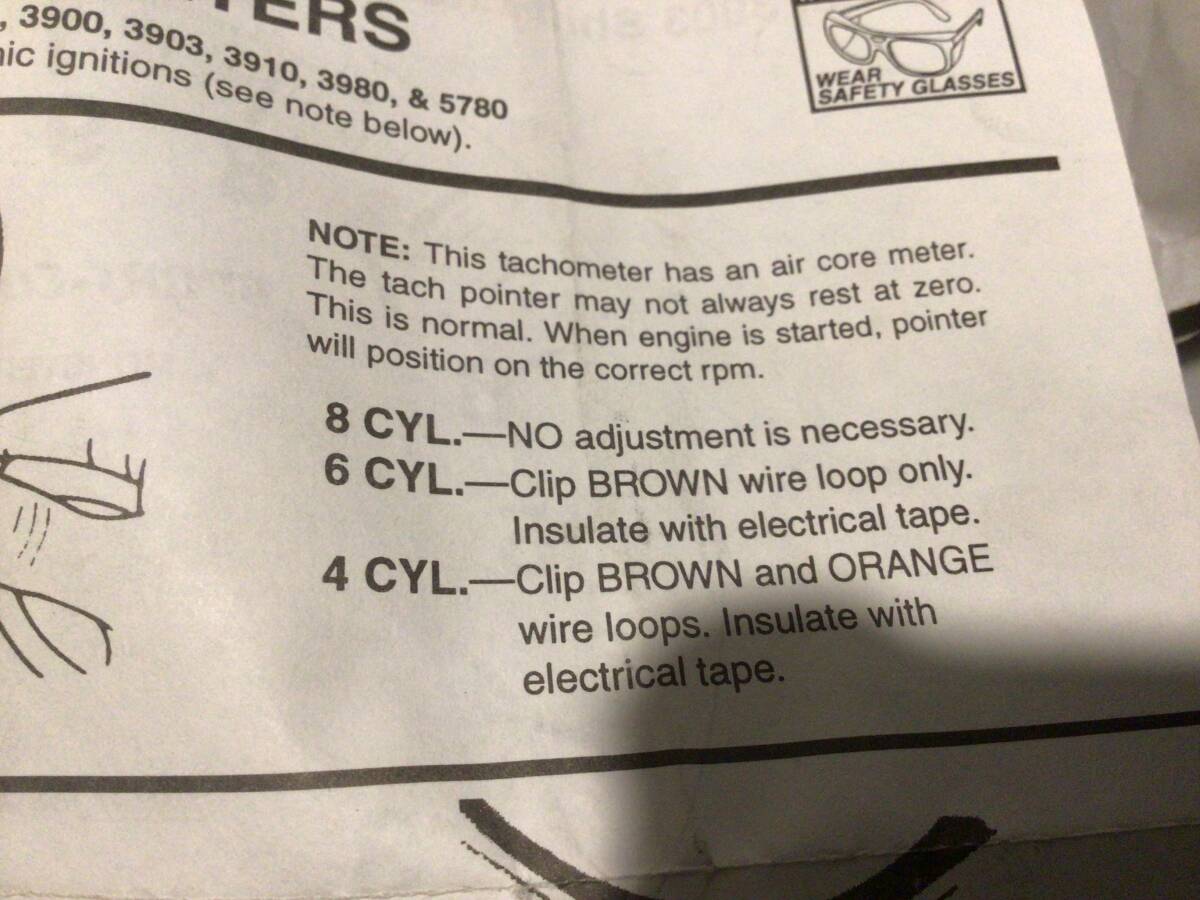 3900, 3903, 3910, 3980, & 5780
ignitions (see note below).
WEAR
SAFETY GLASSES
NOTE: This tachometer has an air core meter.
The tach pointer may not always rest at zero.
This is normal. When engine is started, pointer
will position on the correct rpm.
8 CYL.—NO adjustment is necessary.
6 CYL.—Clip BROWN wire loop only.
Insulate with electrical tape.
4 CYL.—Clip BROWN and ORANGE
wire loops. Insulate with
electrical tape.